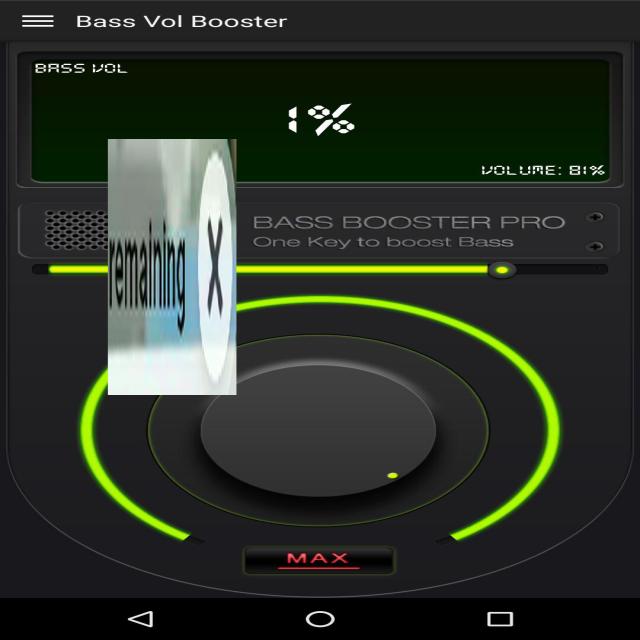 Bass Vol Booster
BASS VOL
1%
VOLUME: 81%
remaining
X
BASS BOOSTER PRO
One Key to boost Bass
MAX